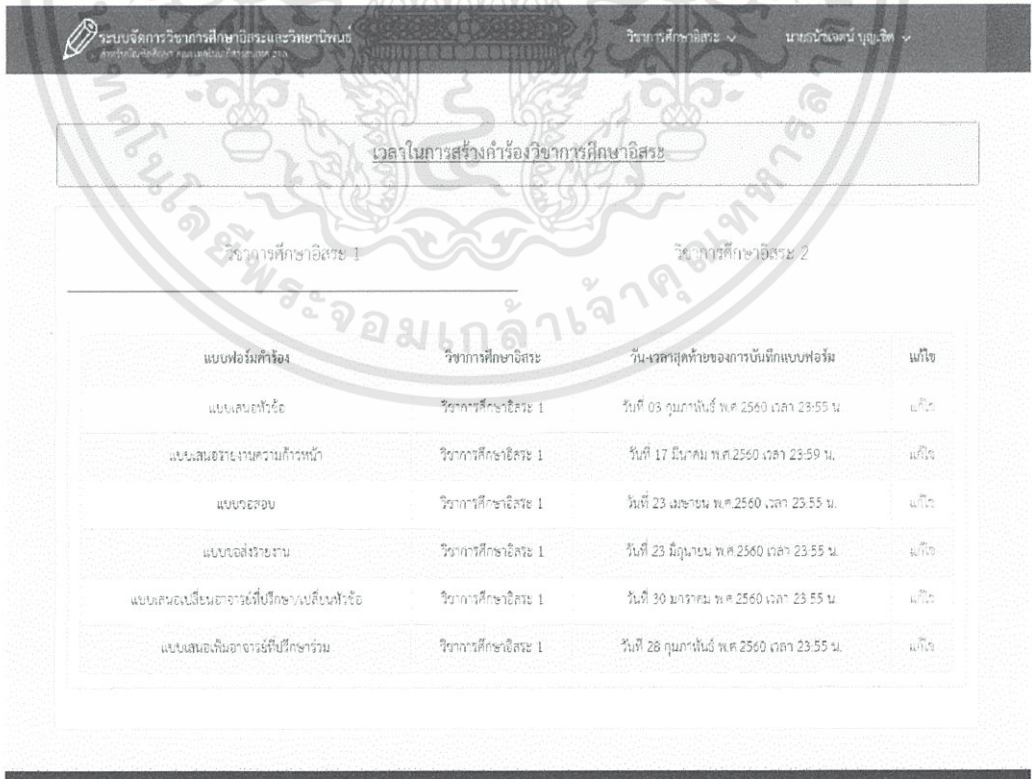 ระบบจัดการวิชาการศึกษาอิสระและวิทยานิพนธ์
วิชาการศึกษาอิสระ
เวลาในการสร้างคำร้องวิชาการศึกษาอิสระ
วิชาการศึกษาอิสระ 1 วิชาการศึกษาอิสระ 2
แบบฟอร์มคำร้อง วิชาการศึกษาอิสระ วัน-เวลาสุดท้ายของการบันทึกแบบฟอร์ม แก้ไข
แบบเสนอหัวข้อ วิชาการศึกษาอิสระ 1 วันที่ 03 กุมภาพันธ์ พ.ศ.2560 เวลา 23:55 น. แก้ไข
แบบเสนอรายงานความก้าวหน้า วิชาการศึกษาอิสระ 1 วันที่ 17 มีนาคม พ.ศ.2560 เวลา 23:59 น. แก้ไข
แบบขอสอบ วิชาการศึกษาอิสระ 1 วันที่ 23 เมษายน พ.ศ.2560 เวลา 23:55 น. แก้ไข
แบบขอส่งรายงาน วิชาการศึกษาอิสระ 1 วันที่ 23 มิถุนายน พ.ศ.2560 เวลา 23:55 น. แก้ไข
แบบเสนอเปลี่ยนอาจารย์ที่ปรึกษา/เปลี่ยนหัวข้อ วิชาการศึกษาอิสระ 1 วันที่ 30 มกราคม พ.ศ.2560 เวลา 23:55 น. แก้ไข
แบบเสนอเพิ่มอาจารย์ที่ปรึกษาร่วม วิชาการศึกษาอิสระ 1 วันที่ 28 กุมภาพันธ์ พ.ศ.2560 เวลา 23:55 น. แก้ไข